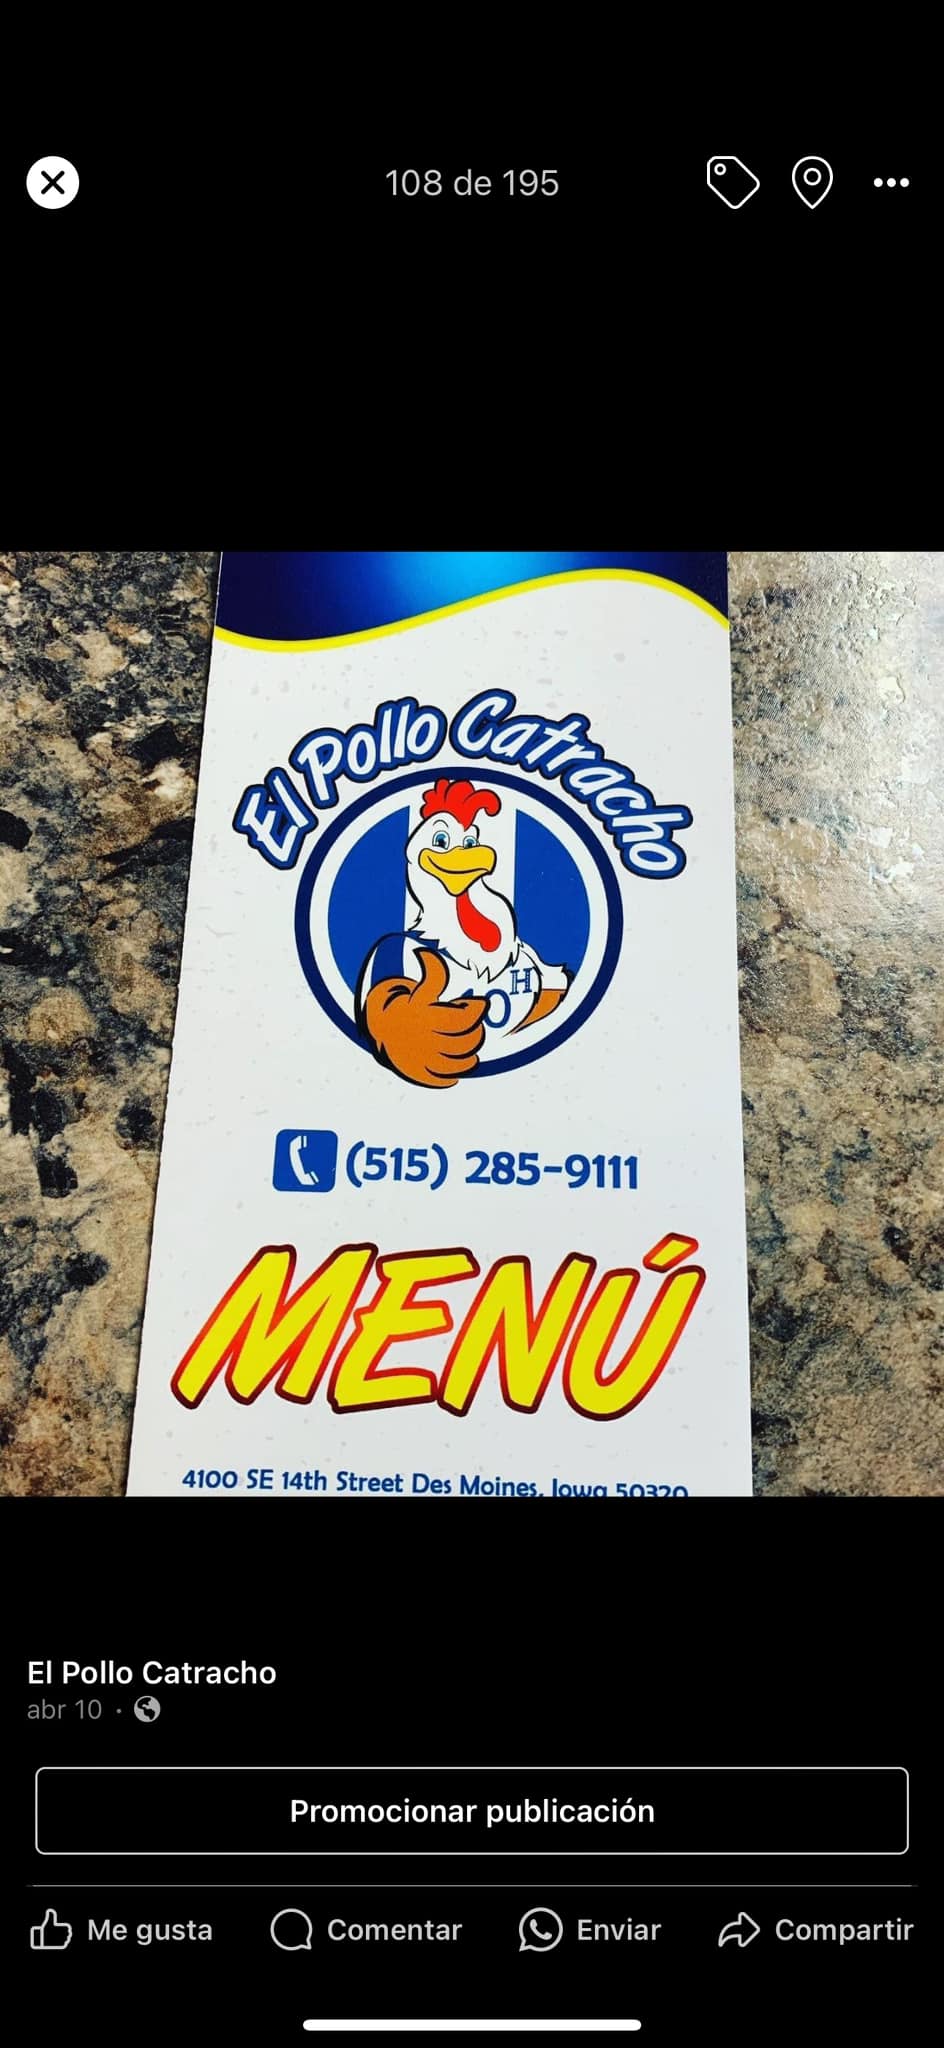 108 de 195
El Pollo Catracho
10 H
(515) 285-9111
MENÚ
4100 SE 14th Street Des Moines, Iowa 50320
El Pollo Catracho
abr 10 ·
Promocionar publicación
Me gusta Comentar Enviar Compartir